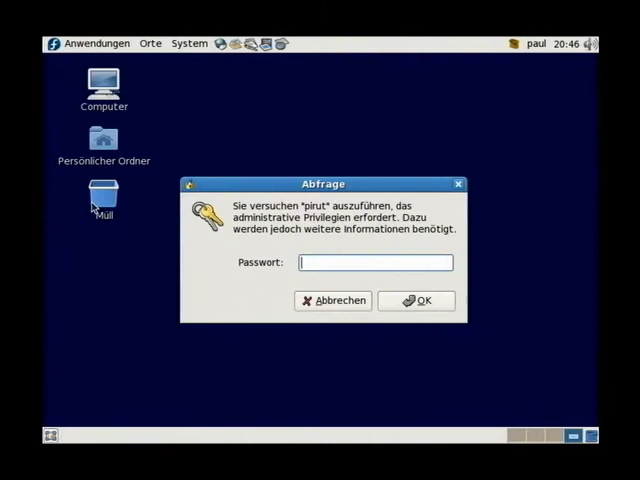 Anwendungen Orte System paul 20:46
Computer
Persönlicher Ordner
Müll
Abfrage
Sie versuchen "pirut" auszuführen, das
administrative Privilegien erfordert. Dazu
werden jedoch weitere Informationen benötigt.
Passwort:
Abbrechen OK